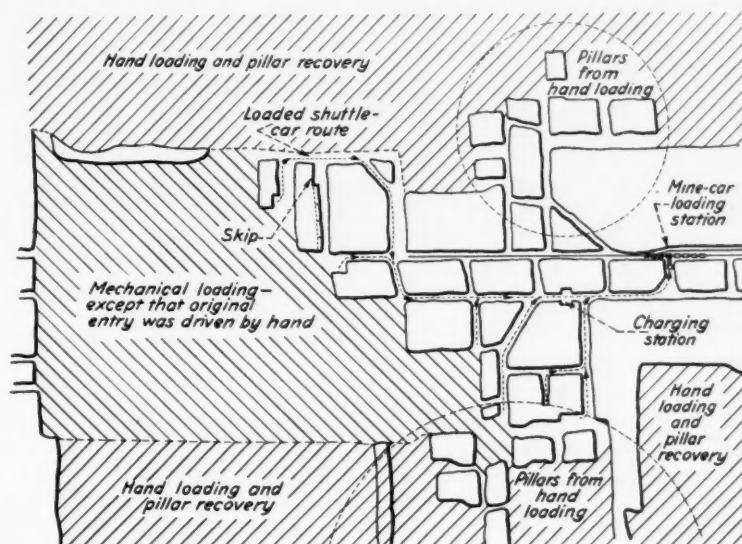 Hand loading and pillar recovery
Pillars
from
hand loading
Loaded shuttle-
car route
Mine-car
loading
station
Skip
Mechanical loading—
except that original
entry was driven by hand
Charging
station
Hand
loading
and
pillar
recovery
Hand loading and
pillar recovery
Pillars from
hand
loading